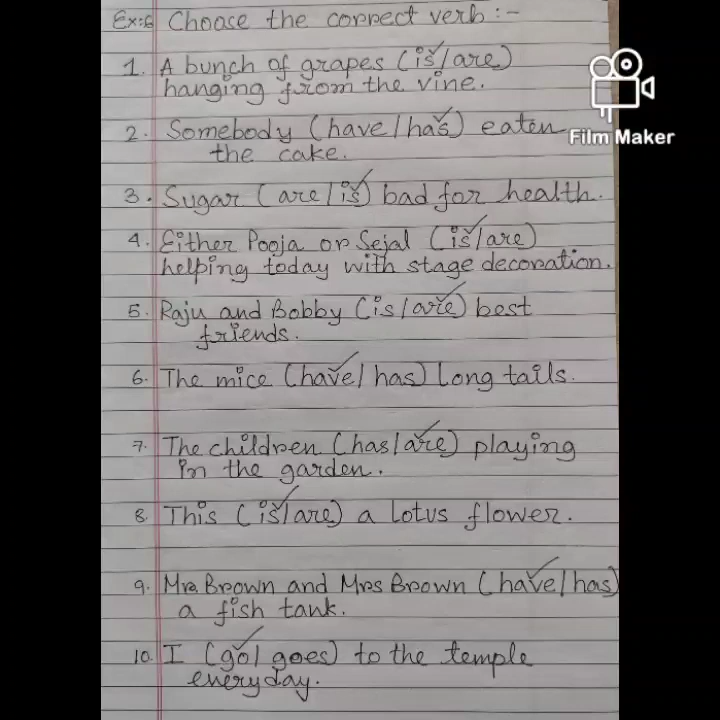 Ex:6 Choose the correct verb :-
1. A bunch of grapes (is/are)
hanging from the vine.
2. Somebody (have/has) eaten
the cake.
3. Sugar (are/is) bad for health.
4. Either Pooja or Sejal (is/are)
helping today with stage decoration.
5. Raju and Bobby (is/are) best
friends.
6. The mice (have/has) long tails.
7. The children (has/are) playing
in the garden.
8. This (is/are) a lotus flower.
9. Mr. Brown and Mrs Brown (have/has)
a fish tank.
10. I (go/goes) to the temple
everyday.
Film Maker